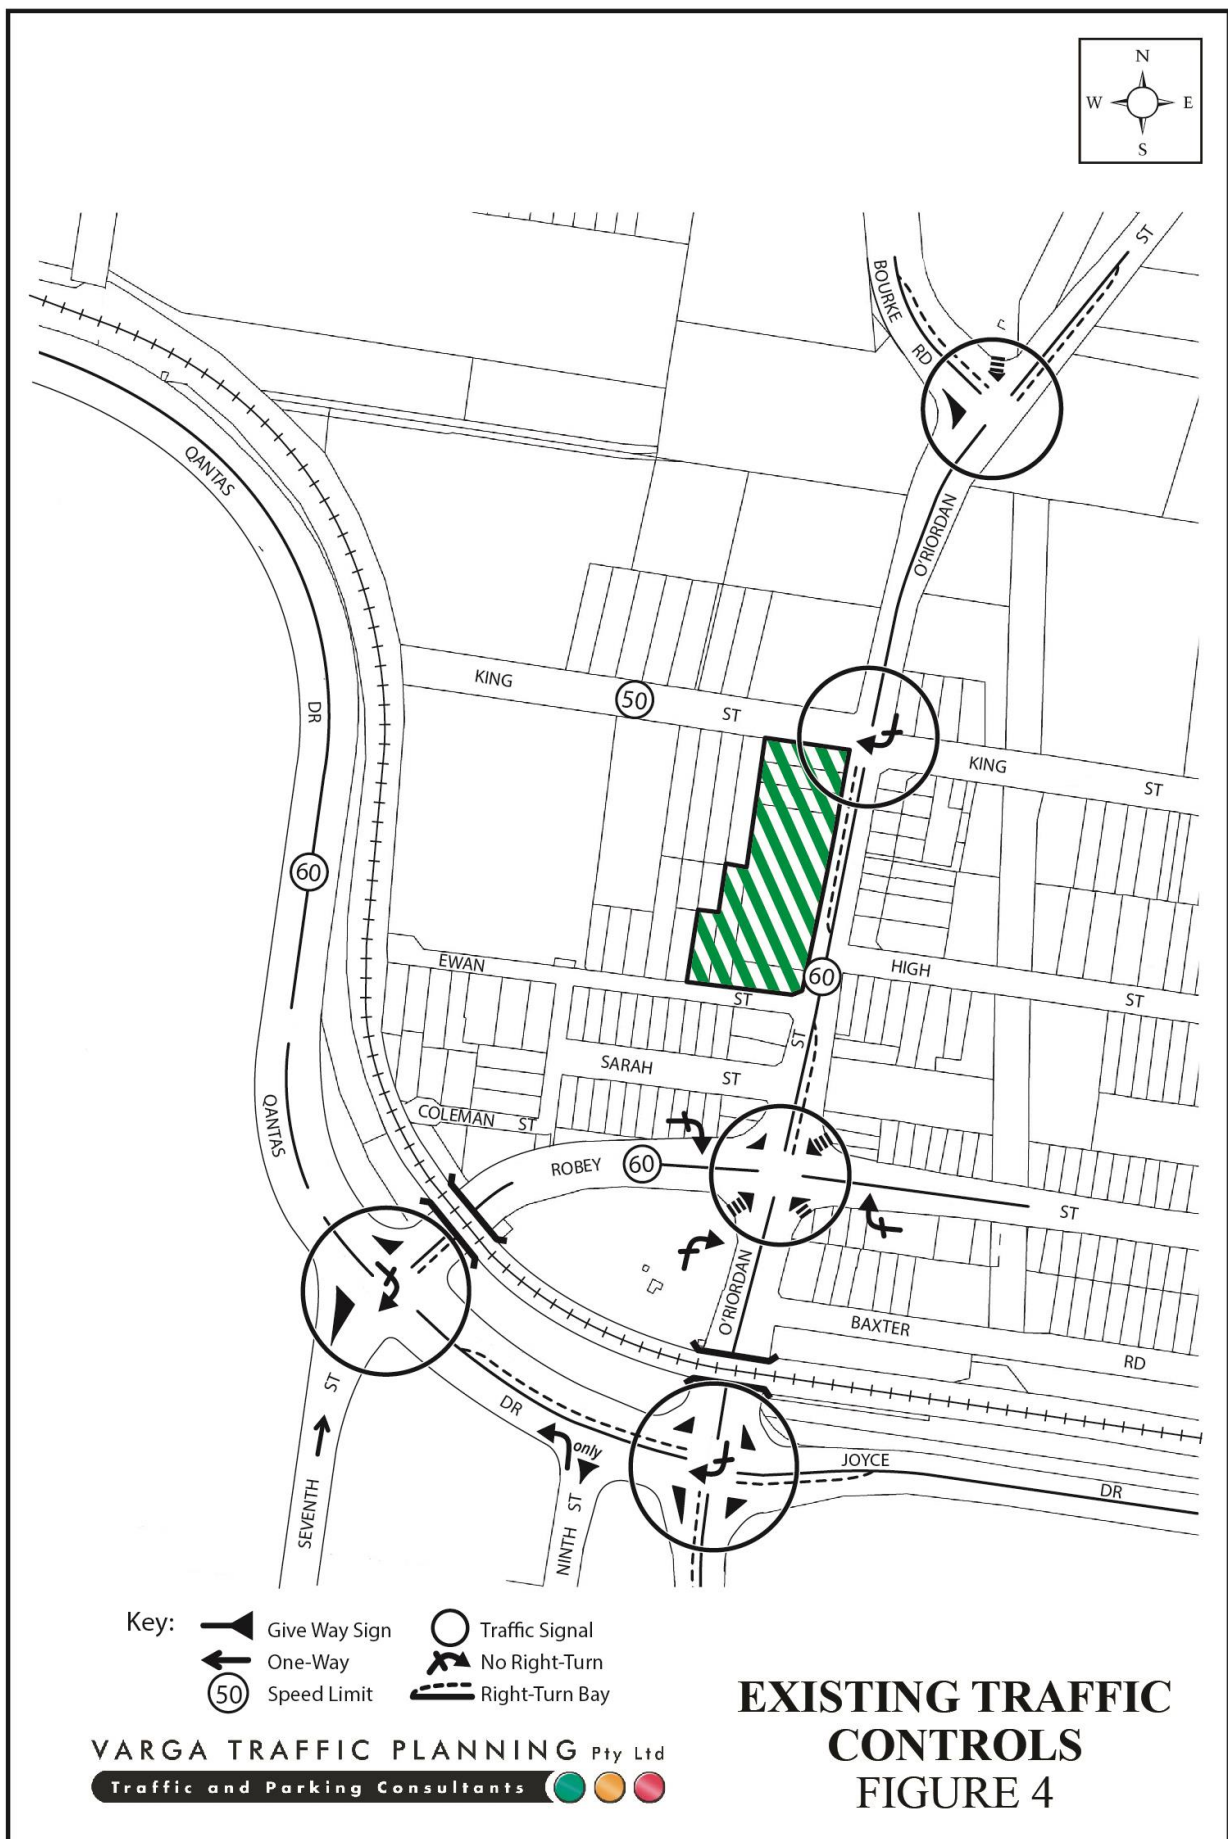 N
W E
S
ST
BOURKE
RD
QANTAS
O'RIORDAN
KING
50
ST
DR
KING
ST
60
EWAN
HIGH
60
ST
ST
ST
SARAH
ST
COLEMAN ST
QANTAS
ROBEY
60
ST
O'RIORDAN
BAXTER
RD
ST
DR
only
JOYCE
DR
SEVENTH
ST
NINTH
Key:
Give Way Sign
Traffic Signal
One-Way
No Right-Turn
50
Speed Limit
Right-Turn Bay
EXISTING TRAFFIC
CONTROLS
FIGURE 4
VARGA TRAFFIC PLANNING Pty Ltd
Traffic and Parking Consultants